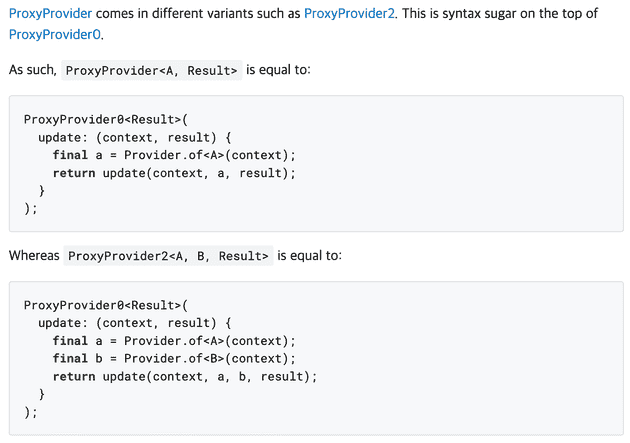 ProxyProvider comes in different variants such as ProxyProvider2. This is syntax sugar on the top of
ProxyProvider0.
As such, ProxyProvider<A, Result> is equal to:
ProxyProvider0<Result>(
  update: (context, result) {
    final a = Provider.of<A>(context);
    return update(context, a, result);
  }
);
Whereas ProxyProvider2<A, B, Result> is equal to:
ProxyProvider0<Result>(
  update: (context, result) {
    final a = Provider.of<A>(context);
    final b = Provider.of<B>(context);
    return update(context, a, b, result);
  }
);